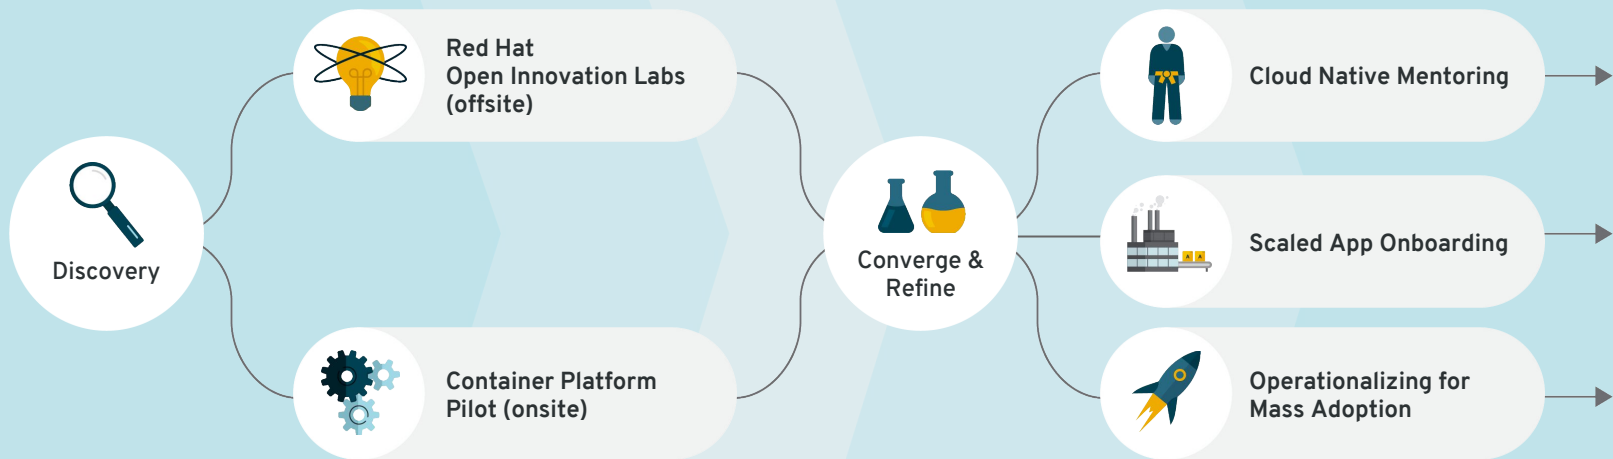 Discovery
Red Hat
Open Innovation Labs
(offsite)
Container Platform
Pilot (onsite)
Converge &
Refine
Cloud Native Mentoring
Scaled App Onboarding
Operationalizing for
Mass Adoption